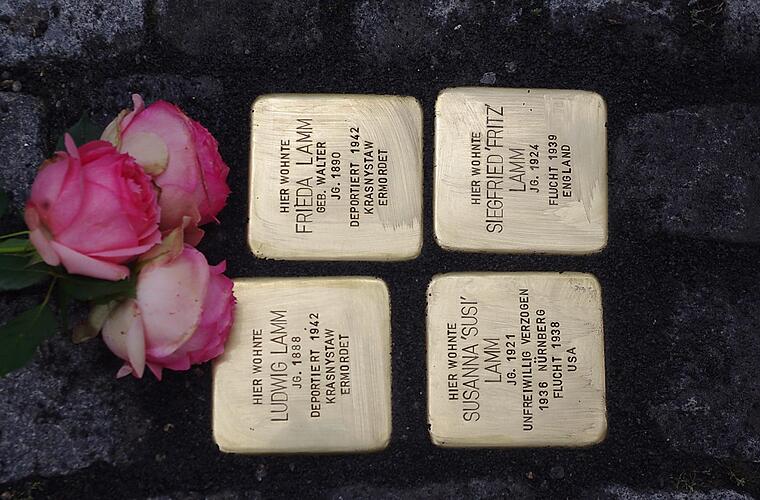 HIER WOHNTE
LUDWIG LAMM
JG. 1888
DEPORTIERT 1942
KRASNYSTAW
ERMORDET
HIER WOHNTE
FRIEDA LAMM
GEB. WALTER
JG. 1890
DEPORTIERT 1942
KRASNYSTAW
ERMORDET
HIER WOHNTE
SUSANNA 'SUSI'
LAMM
JG. 1921
UNFREIWILLIG VERZOGEN
1936 NÜRNBERG
FLUCHT 1938
USA
HIER WOHNTE
SIEGFRIED 'FRITZ'
LAMM
JG. 1924
FLUCHT 1939
ENGLAND